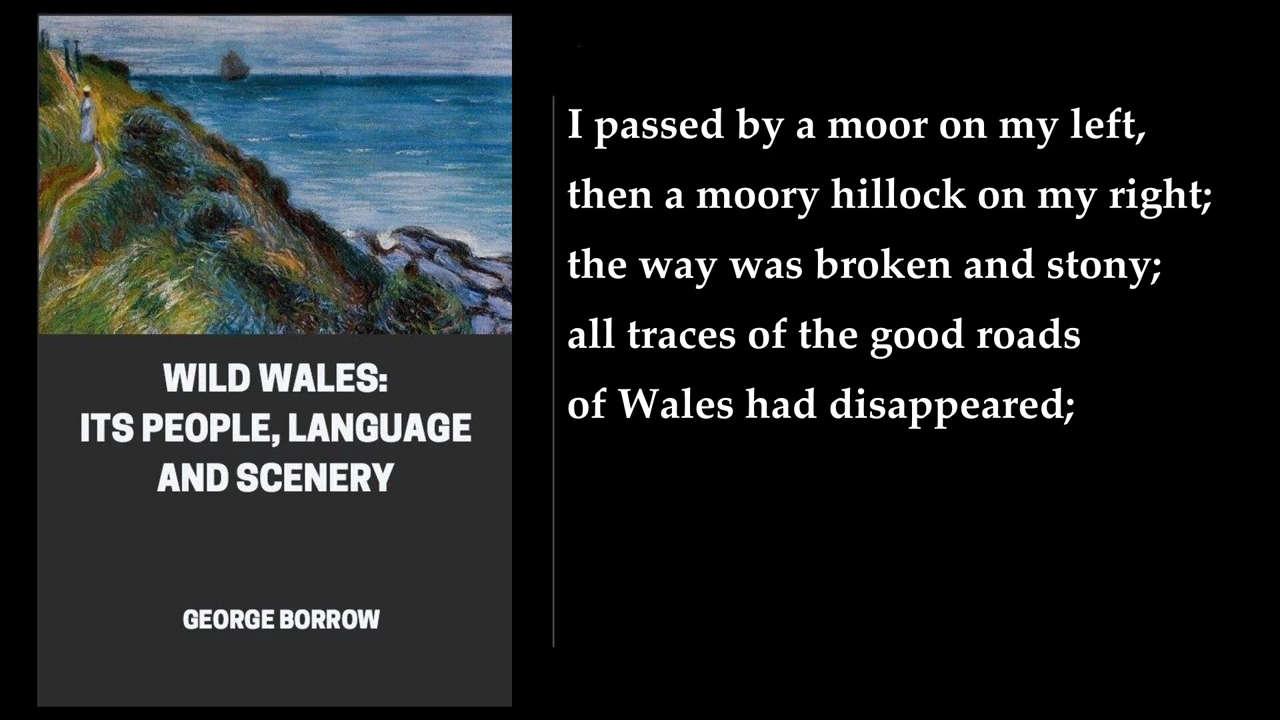 WILD WALES:
ITS PEOPLE, LANGUAGE
AND SCENERY
GEORGE BORROW
I passed by a moor on my left,
then a moory hillock on my right;
the way was broken and stony;
all traces of the good roads
of Wales had disappeared;